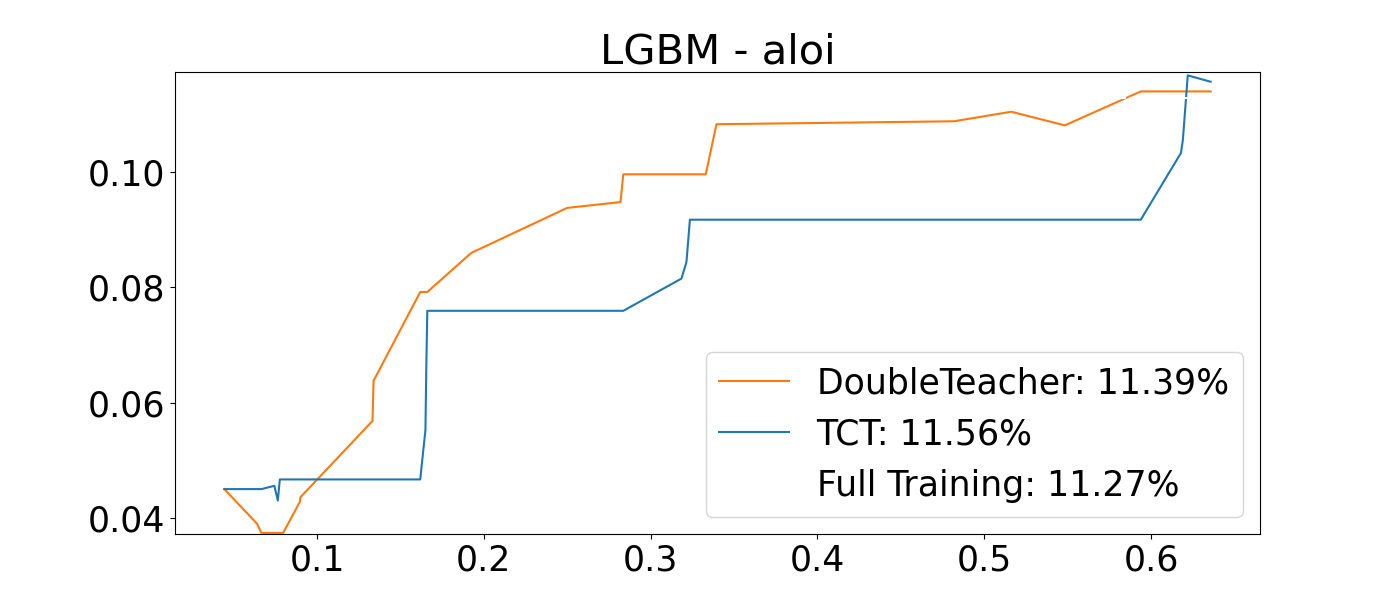 LGBM - aloi
0.10
0.08
0.06
0.04
DoubleTeacher: 11.39%
TCT: 11.56%
Full Training: 11.27%
0.1 0.2 0.3 0.4 0.5 0.6